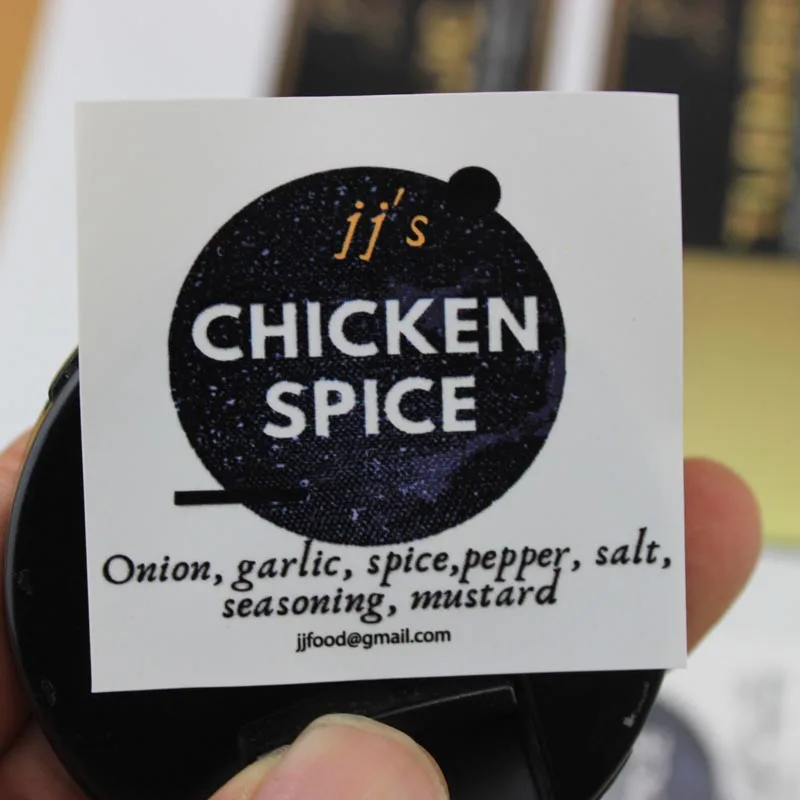 jj's
CHICKEN
SPICE
Onion, garlic, spice,pepper, salt,
seasoning, mustard
jjfood@gmail.com